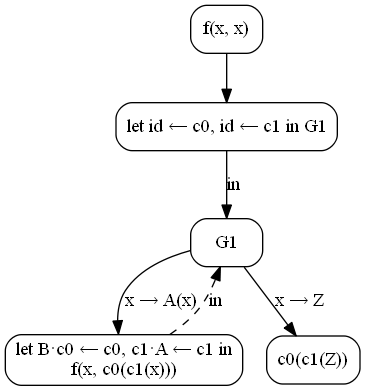 f(x, x)
let id ← c0, id ← c1 in G1
in
G1
x → A(x)
in
x → Z
let B·c0 ← c0, c1·A ← c1 in
f(x, c0(c1(x)))
c0(c1(Z))